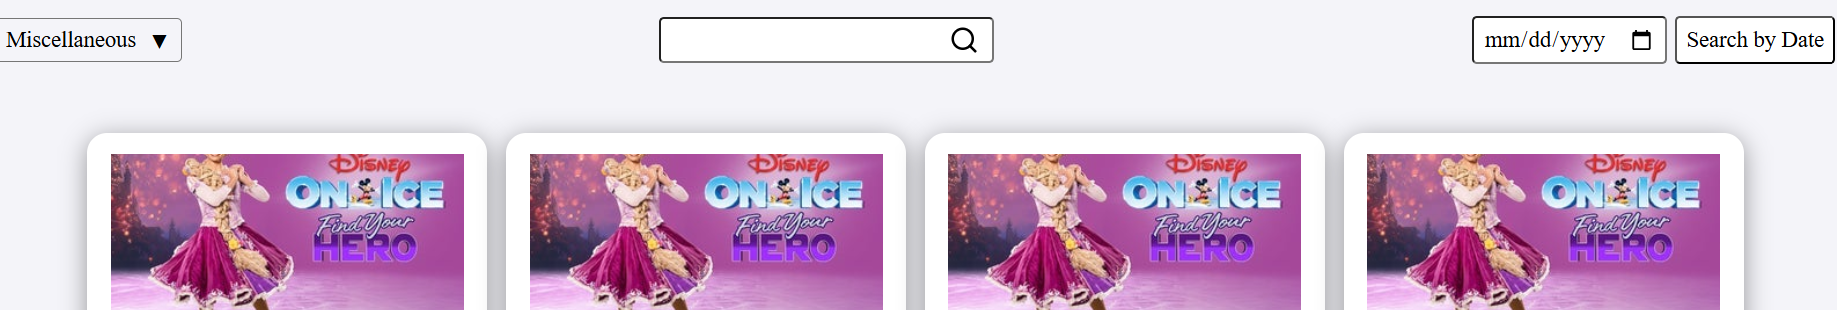 Miscellaneous ▼
mm/dd/yyyy
Search by Date
DISNEY
ON ICE
Find Your
HERO
DISNEY
ON ICE
Find Your
HERO
DISNEY
ON ICE
Find Your
HERO
DISNEY
ON ICE
Find Your
HERO